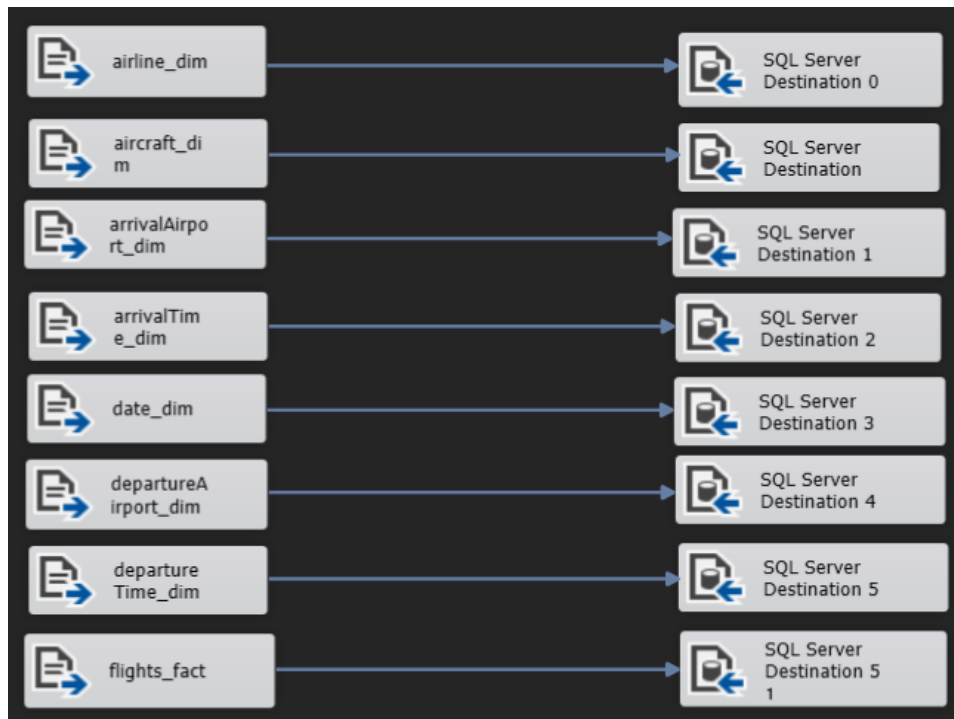 airline_dim
SQL Server
Destination 0
aircraft_di
m
SQL Server
Destination
arrivalAirpo
rt_dim
SQL Server
Destination 1
arrivalTim
e_dim
SQL Server
Destination 2
date_dim
SQL Server
Destination 3
departureA
irport_dim
SQL Server
Destination 4
departure
Time_dim
SQL Server
Destination 5
flights_fact
SQL Server
Destination 5
1